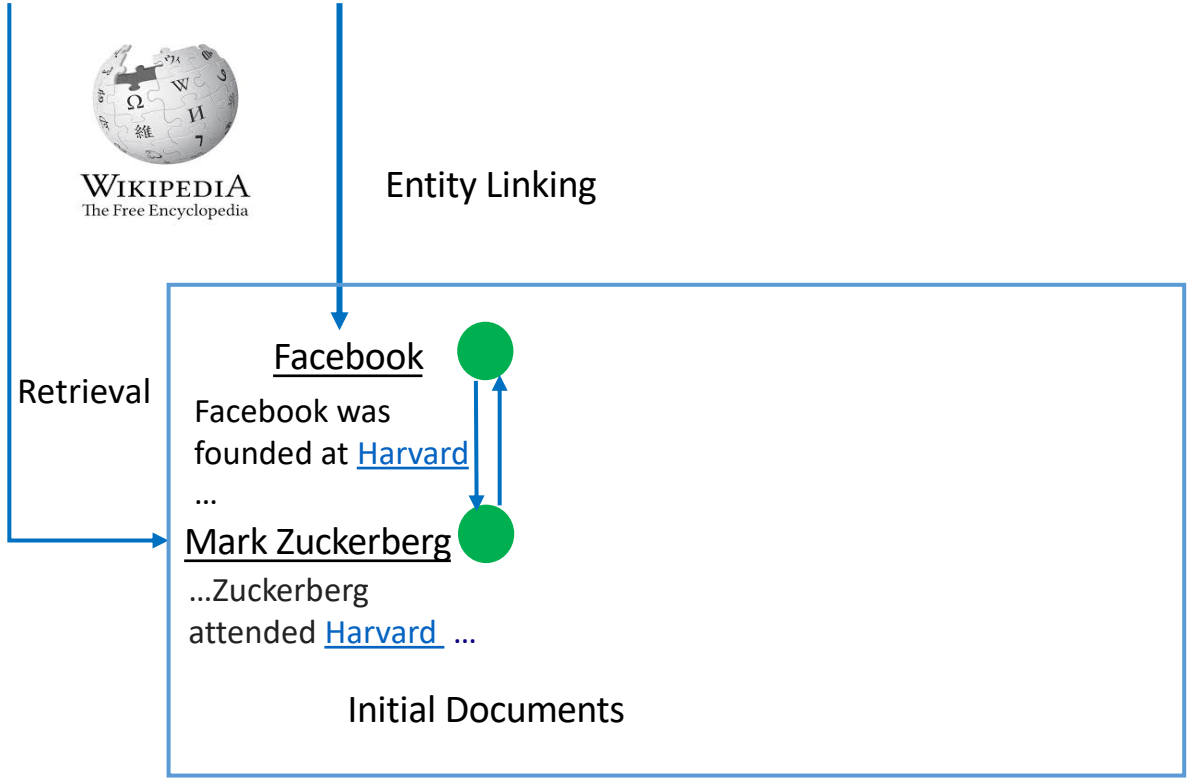 WIKIPEDIA
The Free Encyclopedia
Entity Linking
Retrieval
Facebook
Facebook was
founded at Harvard
...
Mark Zuckerberg
...Zuckerberg
attended Harvard ...
Initial Documents